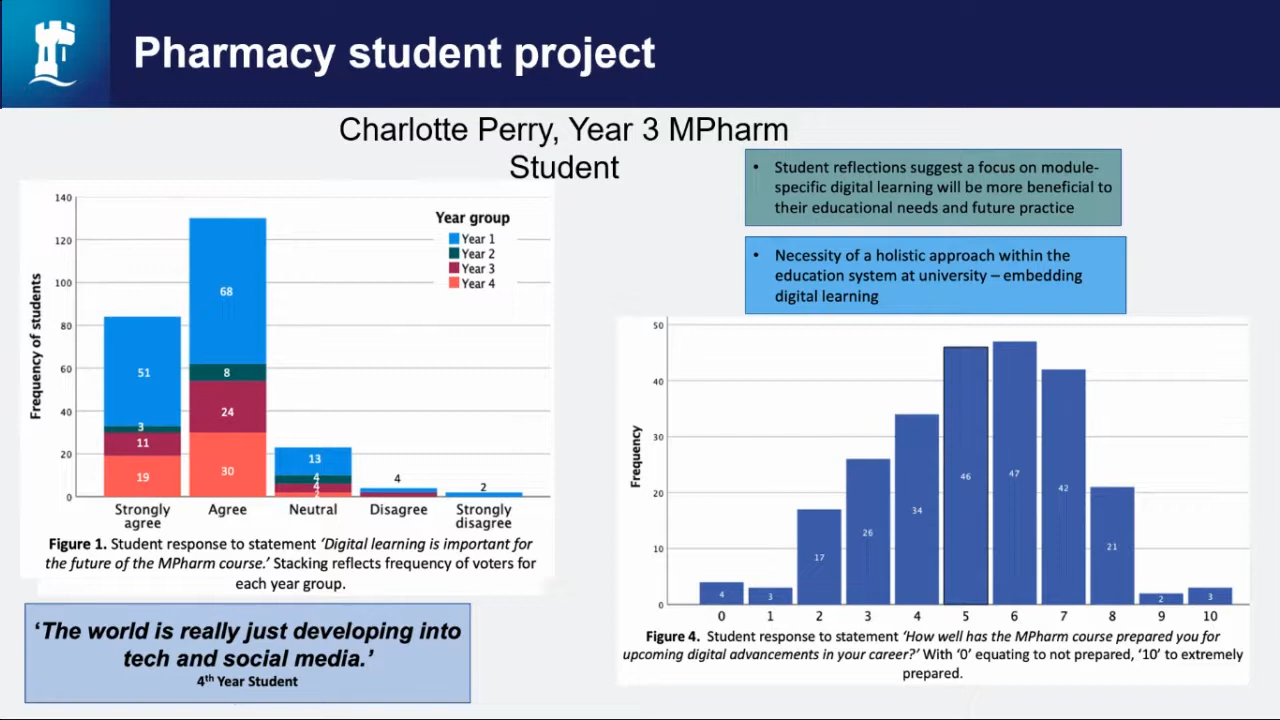 Pharmacy student project
Charlotte Perry, Year 3 MPharm
Student
• Student reflections suggest a focus on module-
specific digital learning will be more beneficial to
their educational needs and future practice
• Necessity of a holistic approach within the
education system at university – embedding
digital learning
Frequency of students
140
120
100
80
60
40
20
0
Year group
Year 1
Year 2
Year 3
Year 4
51
3
11
19
68
8
24
30
13
4
4
2
4
2
Strongly
agree
Agree
Neutral
Disagree
Strongly
disagree
Figure 1. Student response to statement ‘Digital learning is important for
the future of the MPharm course.’ Stacking reflects frequency of voters for
each year group.
‘The world is really just developing into
tech and social media.’
4th Year Student
Frequency
50
40
30
20
10
0
4
3
17
26
34
46
47
42
21
2
3
0 1 2 3 4 5 6 7 8 9 10
Figure 4. Student response to statement ‘How well has the MPharm course prepared you for
upcoming digital advancements in your career?’ With ‘0’ equating to not prepared, ‘10’ to extremely
prepared.